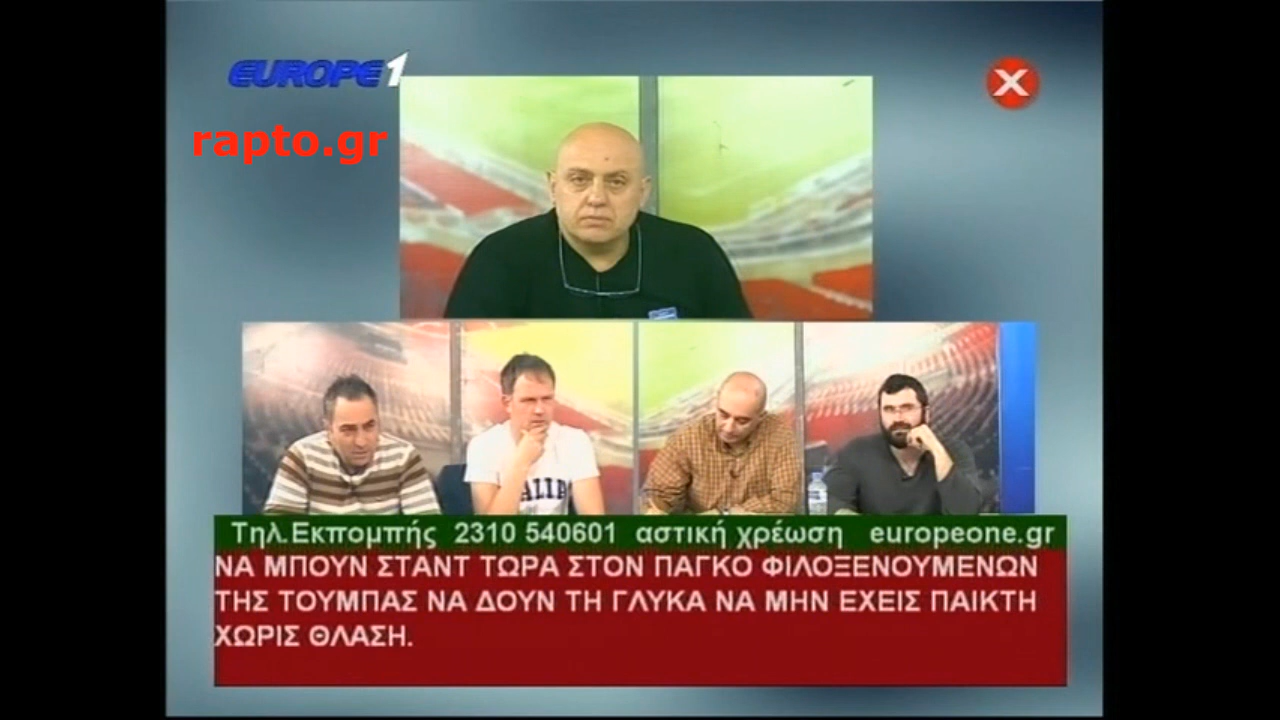 EUROPE1
X
rapto.gr
ALIPO
Τηλ.Εκπομπής 2310 540601 αστική χρέωση europeone.gr
ΝΑ ΜΠΟΥΝ ΣΤΑΝΤ ΤΩΡΑ ΣΤΟΝ ΠΑΓΚΟ ΦΙΛΟΞΕΝΟΥΜΕΝΩΝ
ΤΗΣ ΤΟΥΜΠΑΣ ΝΑ ΔΟΥΝ ΤΗ ΓΛΥΚΑ ΝΑ ΜΗΝ ΕΧΕΙΣ ΠΑΙΚΤΗ
ΧΩΡΙΣ ΘΛΑΣΗ.